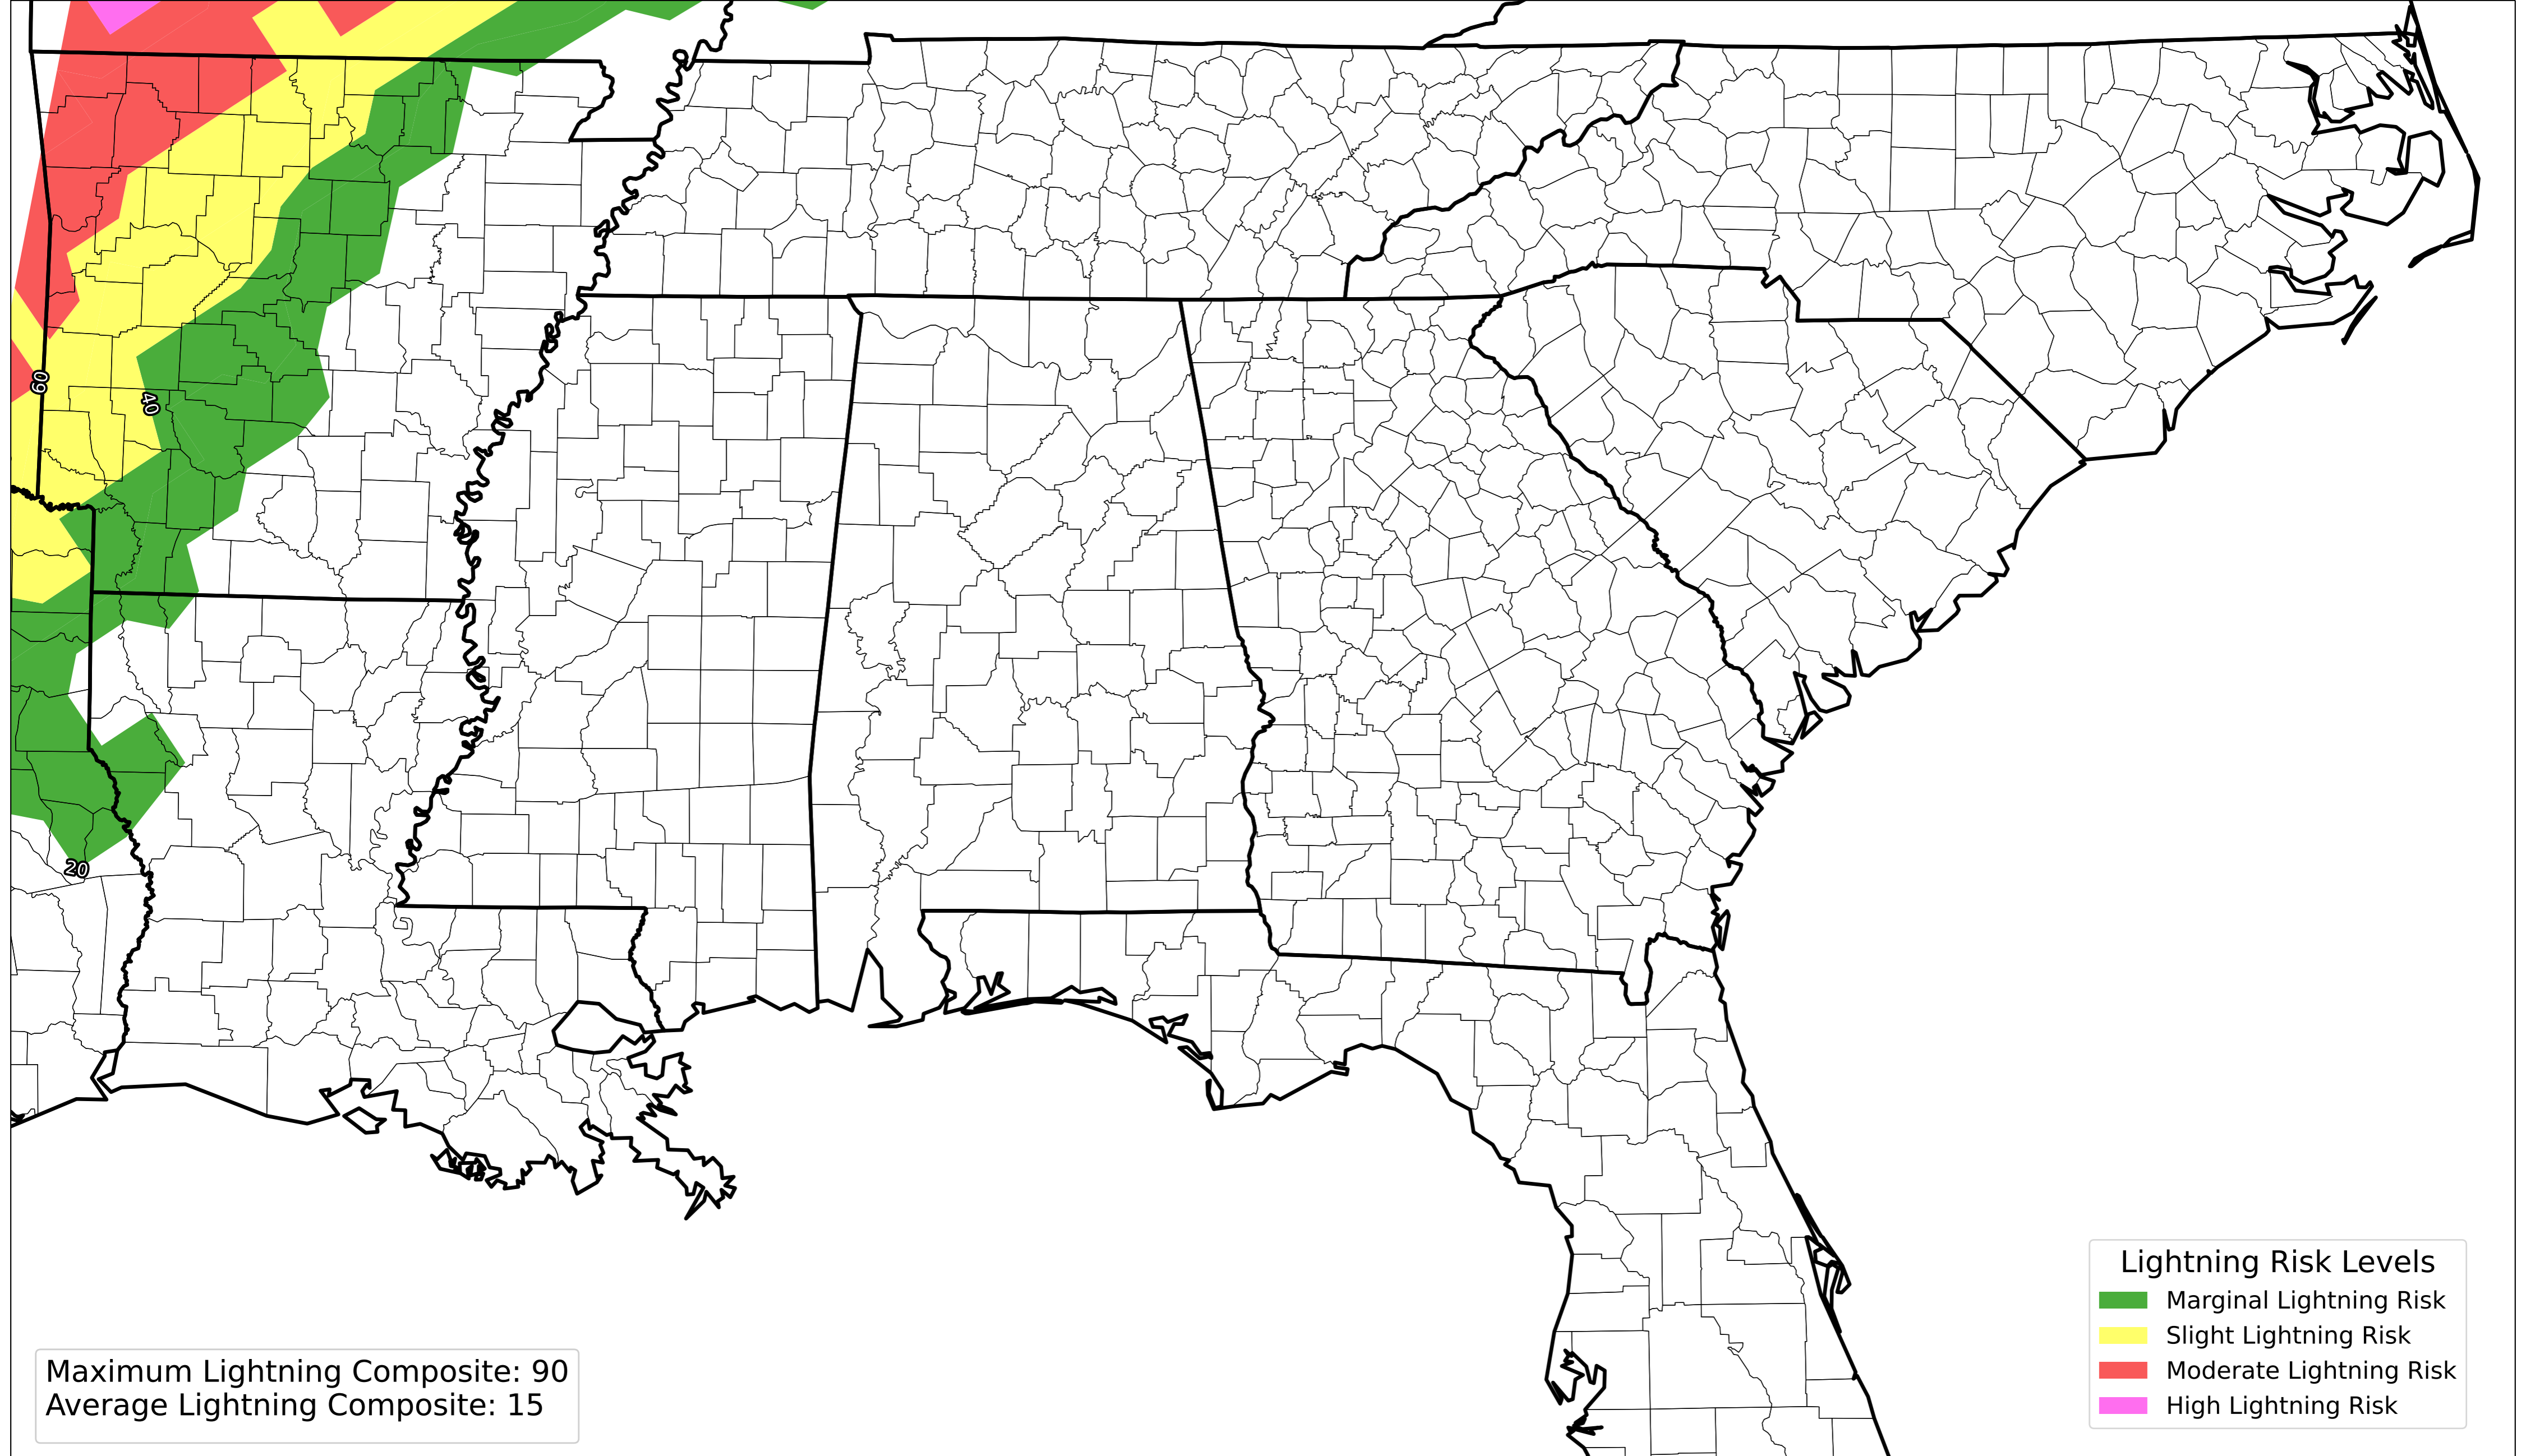 60
40
20
Lightning Risk Levels
Marginal Lightning Risk
Slight Lightning Risk
Moderate Lightning Risk
High Lightning Risk
Maximum Lightning Composite: 90
Average Lightning Composite: 15